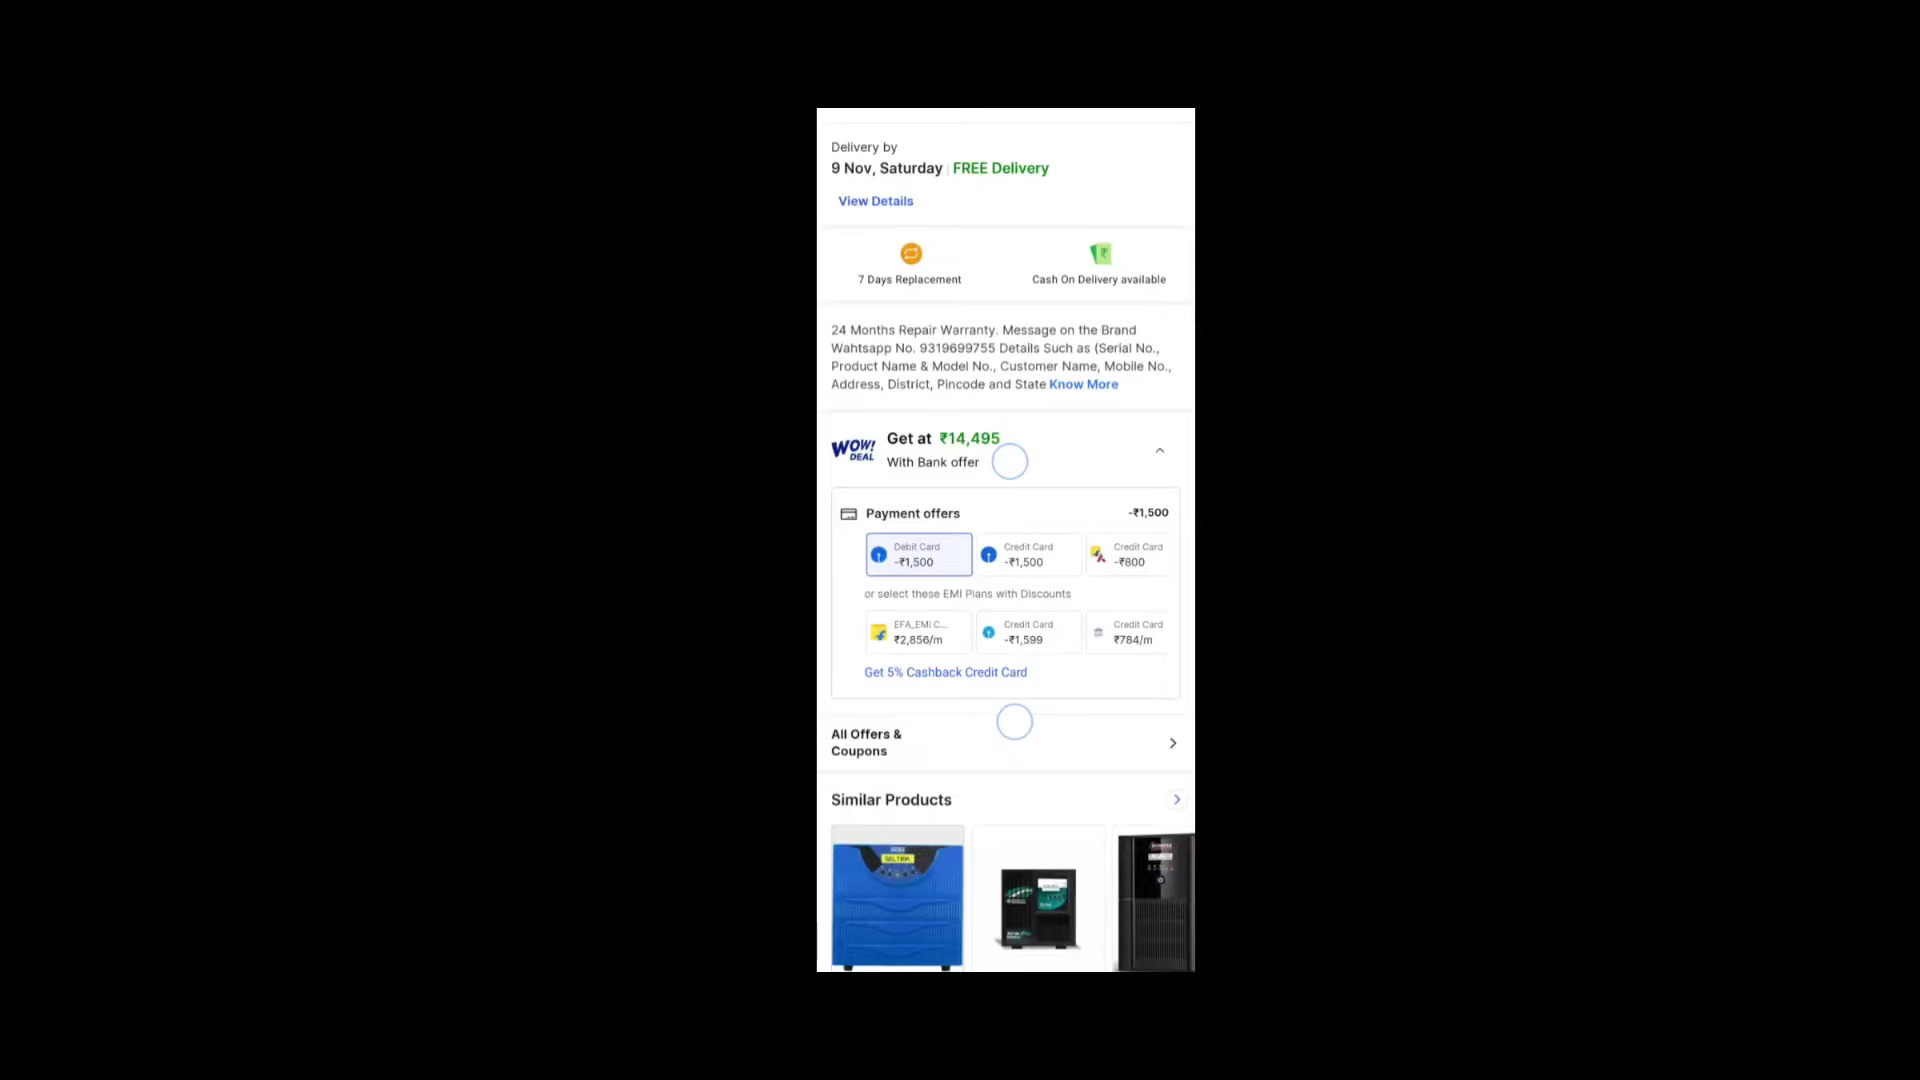 Delivery by
9 Nov, Saturday | FREE Delivery
View Details
7 Days Replacement
Cash On Delivery available
24 Months Repair Warranty. Message on the Brand
Wahtsapp No. 9319699755 Details Such as (Serial No.,
Product Name & Model No., Customer Name, Mobile No.,
Address, District, Pincode and State Know More
WOW!
DEAL
Get at ₹14,495
With Bank offer
Payment offers
-₹1,500
Debit Card
-₹1,500
Credit Card
-₹1,500
Credit Card
-₹800
or select these EMI Plans with Discounts
EFA_EMI C...
₹2,856/m
Credit Card
-₹1,599
Credit Card
₹784/m
Get 5% Cashback Credit Card
All Offers &
Coupons
Similar Products